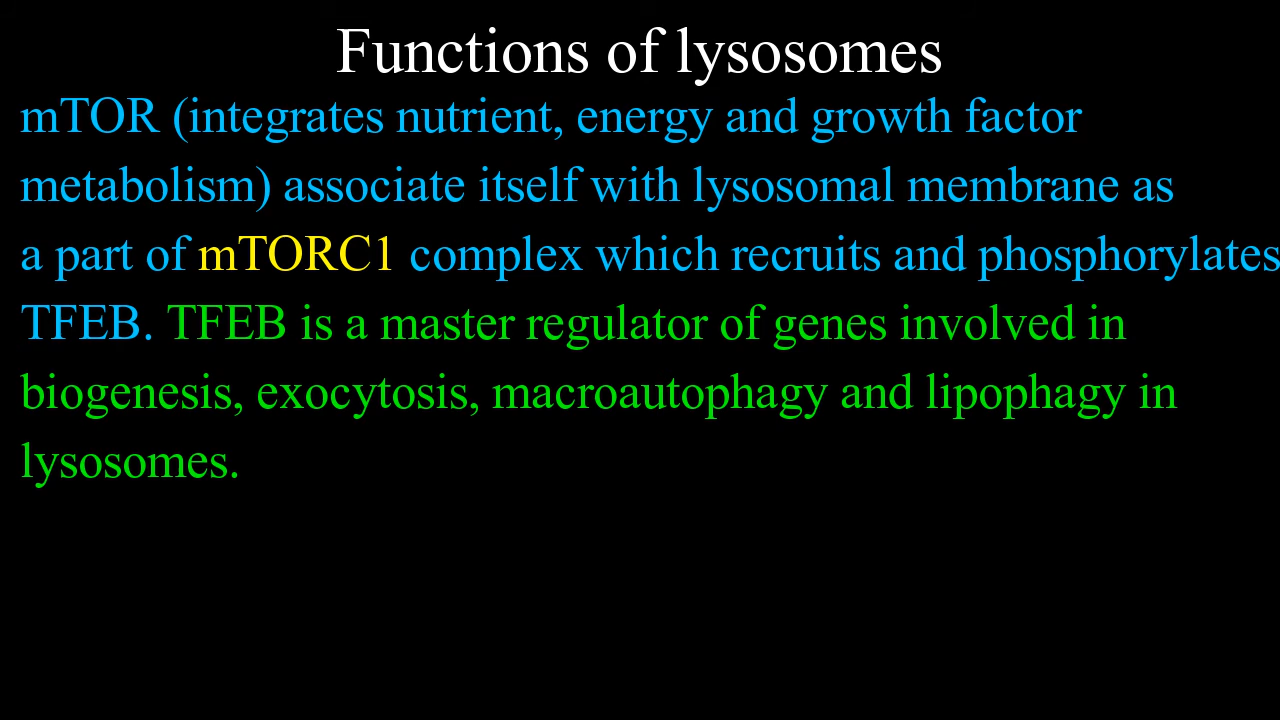 Functions of lysosomes
mTOR (integrates nutrient, energy and growth factor
metabolism) associate itself with lysosomal membrane as
a part of mTORC1 complex which recruits and phosphorylates
TFEB. TFEB is a master regulator of genes involved in
biogenesis, exocytosis, macroautophagy and lipophagy in
lysosomes.